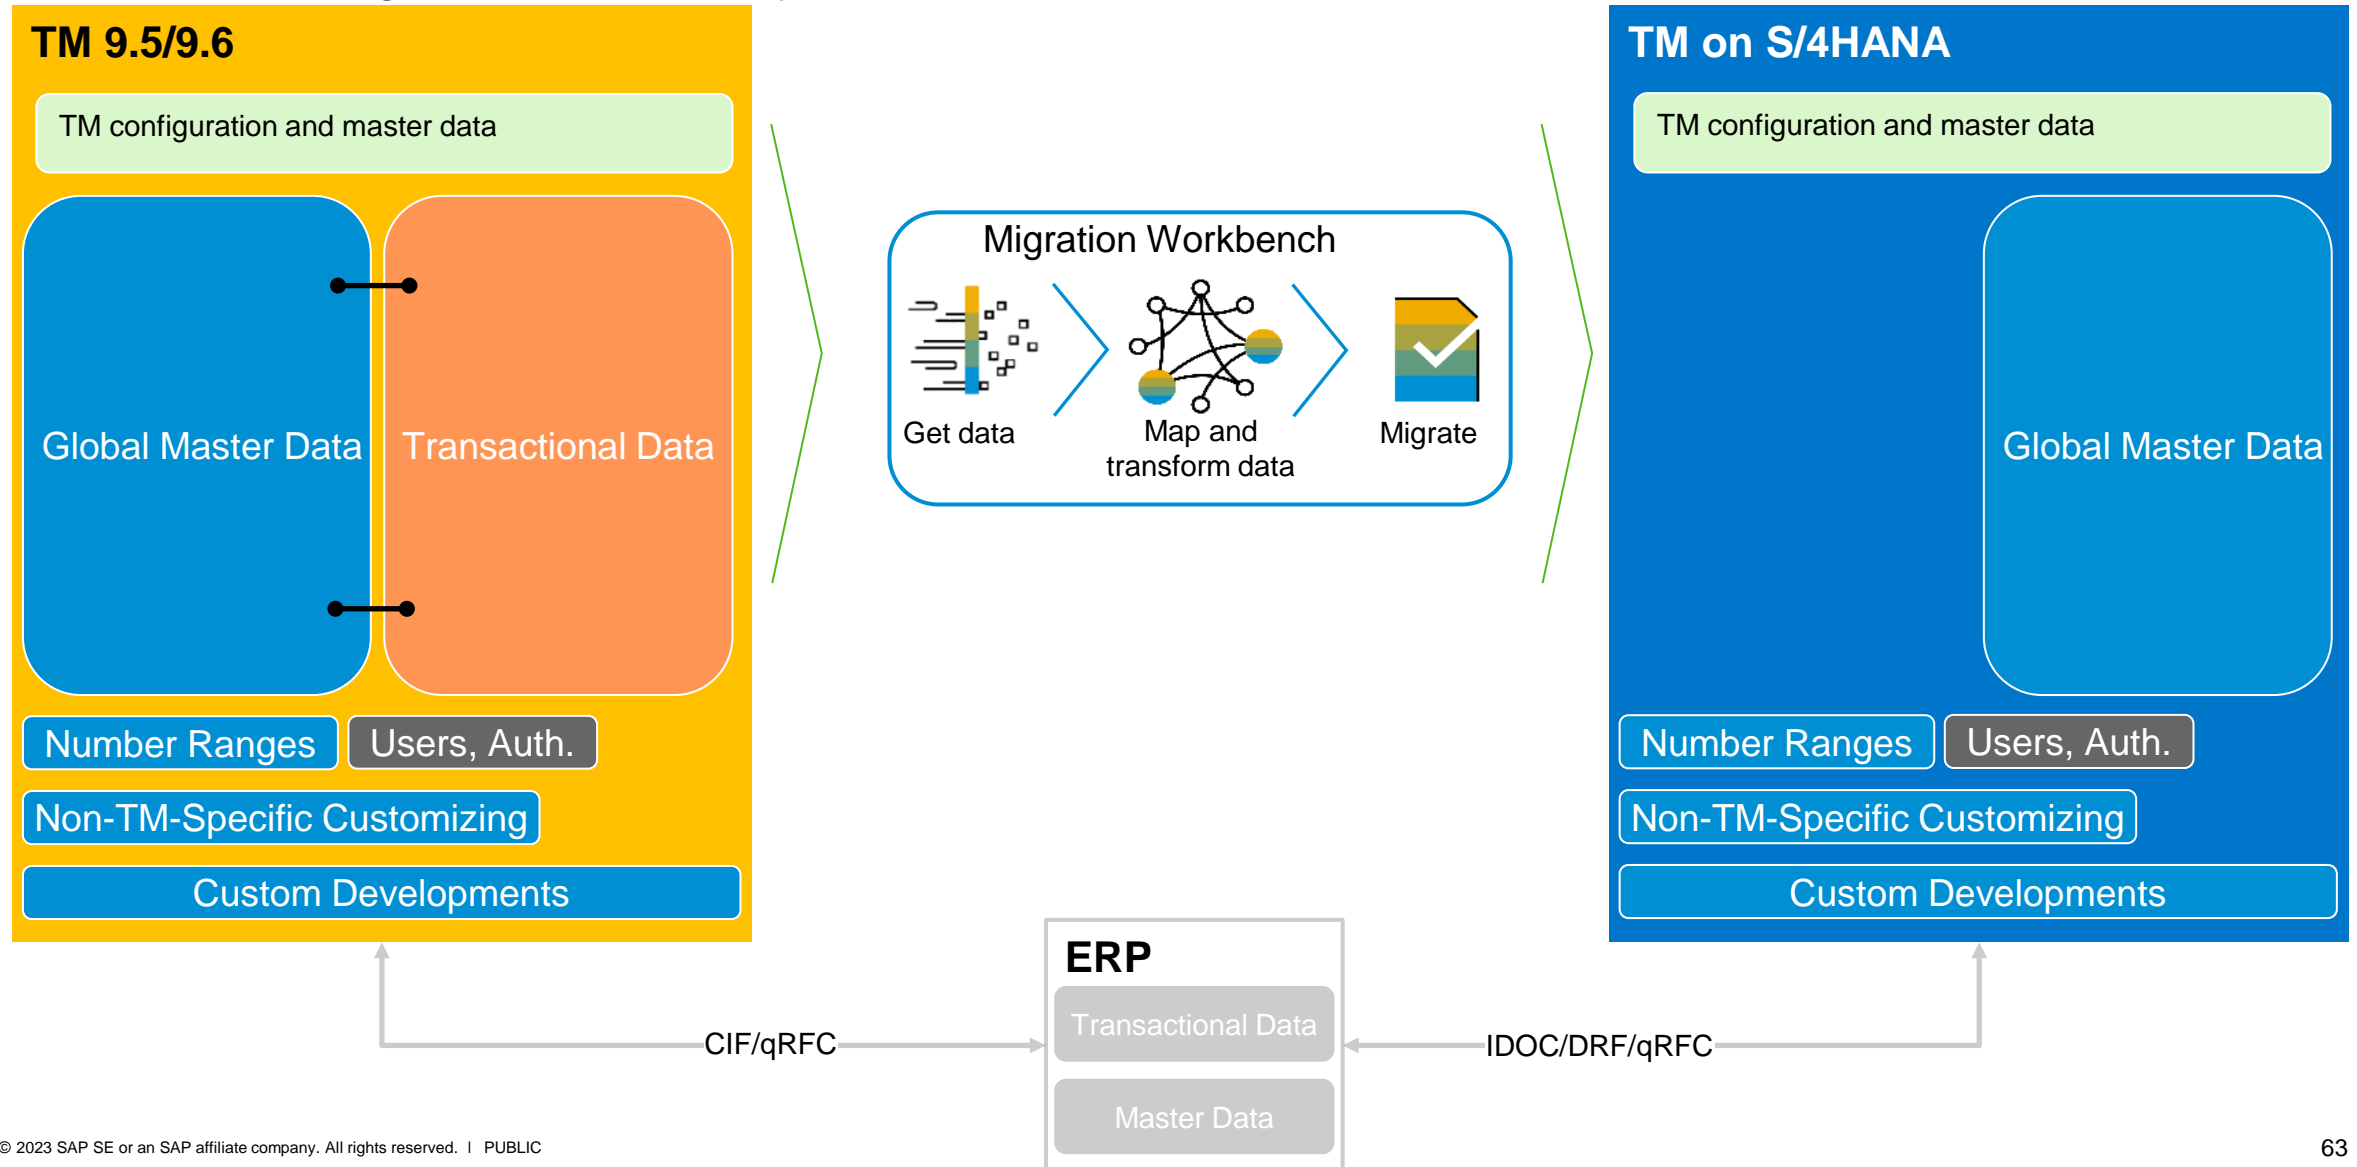 TM 9.5/9.6
TM configuration and master data
Global Master Data
Transactional Data
Number Ranges
Users, Auth.
Non-TM-Specific Customizing
Custom Developments
Migration Workbench
Get data
Map and
transform data
Migrate
TM on S/4HANA
TM configuration and master data
Global Master Data
Number Ranges
Users, Auth.
Non-TM-Specific Customizing
Custom Developments
ERP
Transactional Data
Master Data
CIF/qRFC
IDOC/DRF/qRFC
© 2023 SAP SE or an SAP affiliate company. All rights reserved. I PUBLIC
63